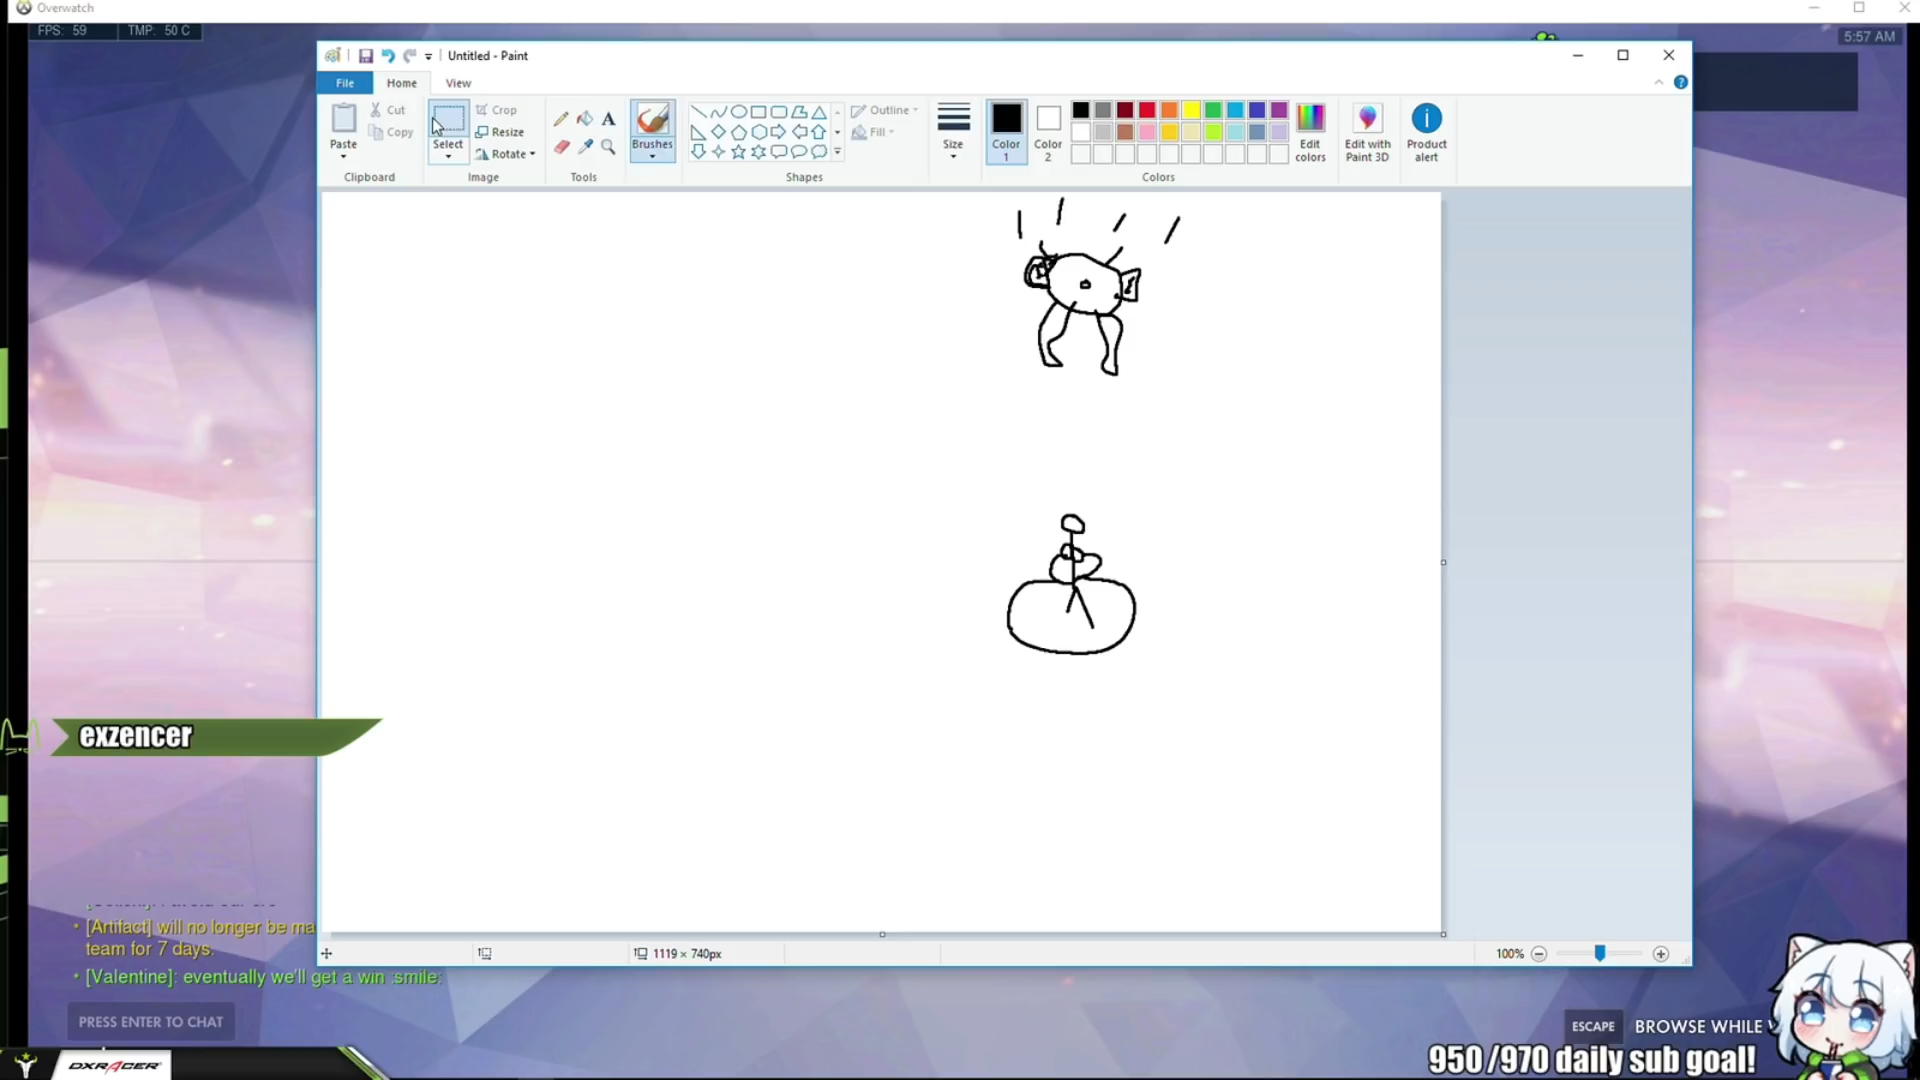 Overwatch
FPS: 59
TMP: 50 C
5:57 AM
Untitled - Paint
File
Home
View
Paste
Cut
Copy
Clipboard
Select
Crop
Resize
Rotate
Image
Tools
Brushes
Shapes
Outline
Fill
Size
Color 1
Color 2
Edit colors
Colors
Edit with Paint 3D
Product alert
exzencer
[Artifact] will no longer be ma
team for 7 days.
[Valentine]: eventually we'll get a win :smile:
1119 × 740px
100%
PRESS ENTER TO CHAT
ESCAPE
BROWSE WHILE
DXRACER
950/970 daily sub goal!